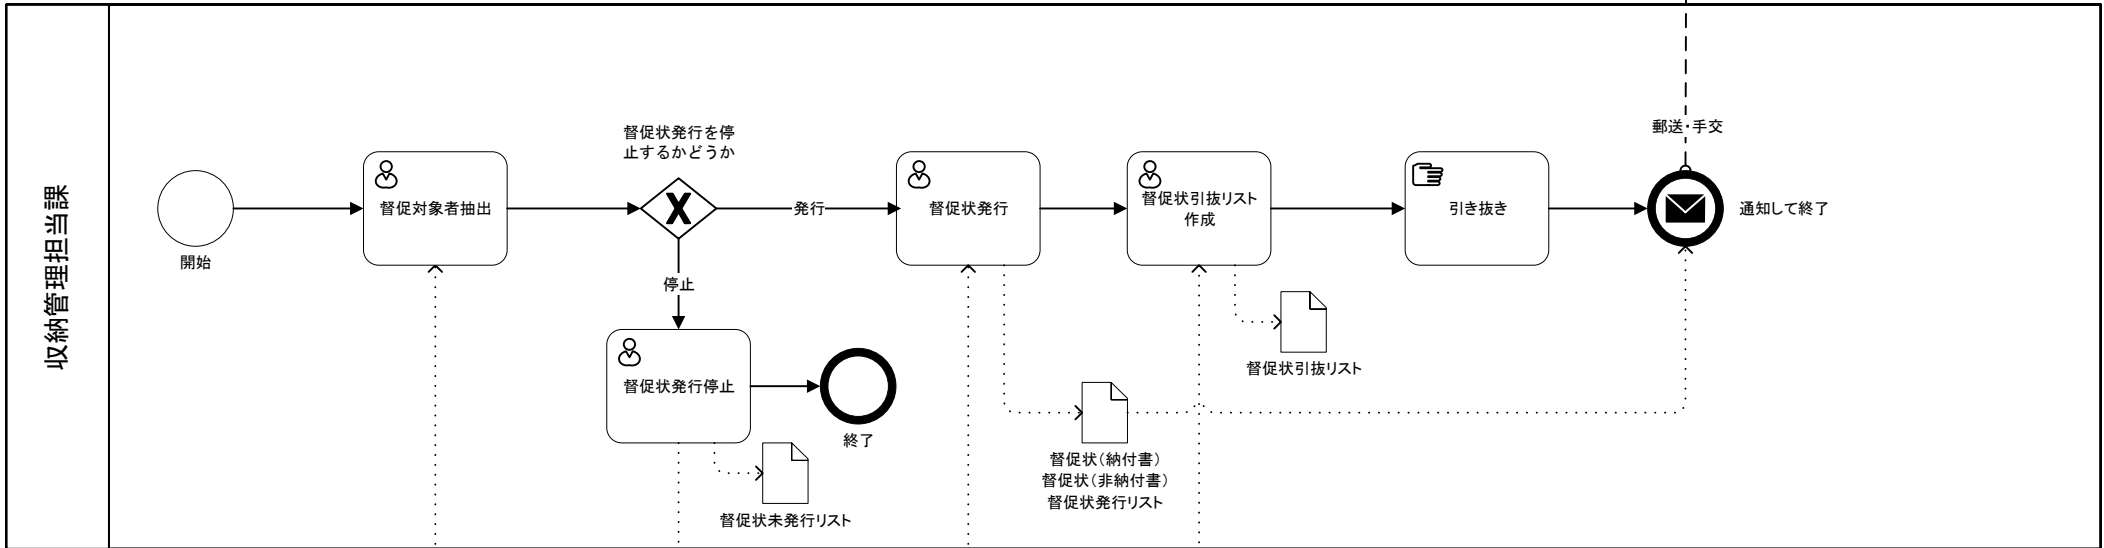 収納管理担当課
開始
督促対象者抽出
督促状発行を停
止するかどうか
発行
停止
督促状発行停止
終了
督促状未発行リスト
督促状発行
督促状(納付書)
督促状(非納付書)
督促状発行リスト
督促状引抜リスト
作成
督促状引抜リスト
引き抜き
郵送・手交
通知して終了